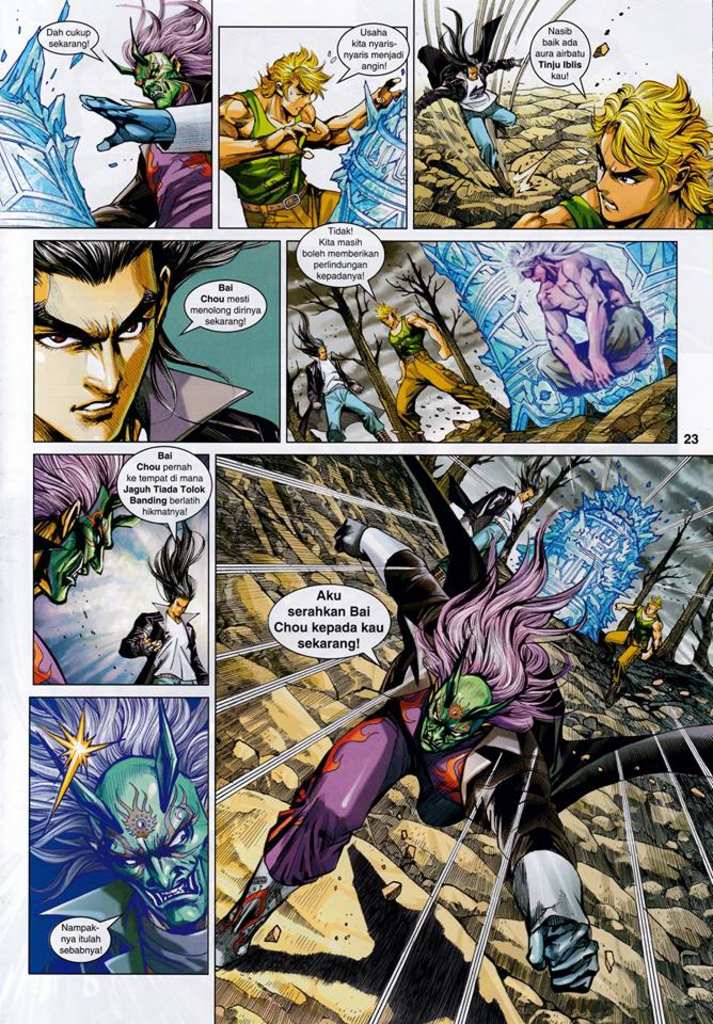 Dah cukup
sekarang!
Usaha
kita nyaris-
nyaris menjadi
angin!
Nasib
baik ada
aura airbatu
Tinju Iblis
kau!
Bai
Chou mesti
menolong dirinya
sekarang!
Tidak!
Kita masih
boleh memberikan
perlindungan
kepadanya!
23
Bai
Chou pernah
ke tempat di mana
Jaguh Tiada Tolok
Banding berlatih
hikmatnya!
Aku
serahkan Bai
Chou kepada kau
sekarang!
Nampak-
nya itulah
sebabnya!